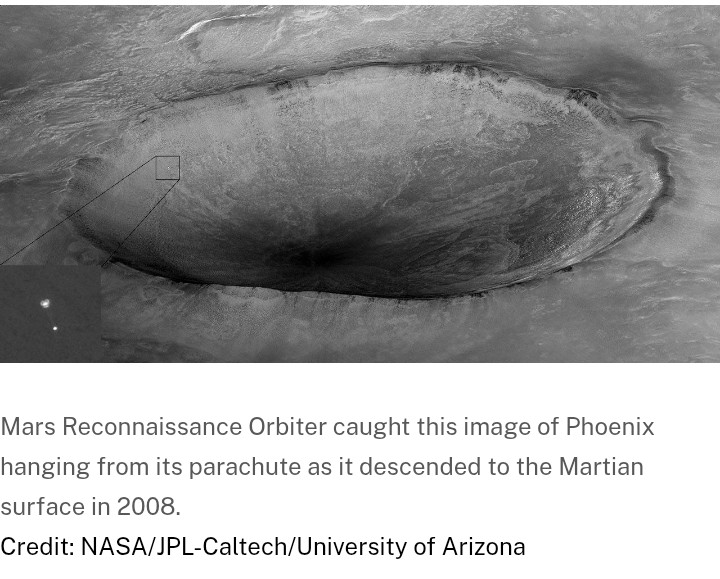 Mars Reconnaissance Orbiter caught this image of Phoenix
hanging from its parachute as it descended to the Martian
surface in 2008.
Credit: NASA/JPL-Caltech/University of Arizona